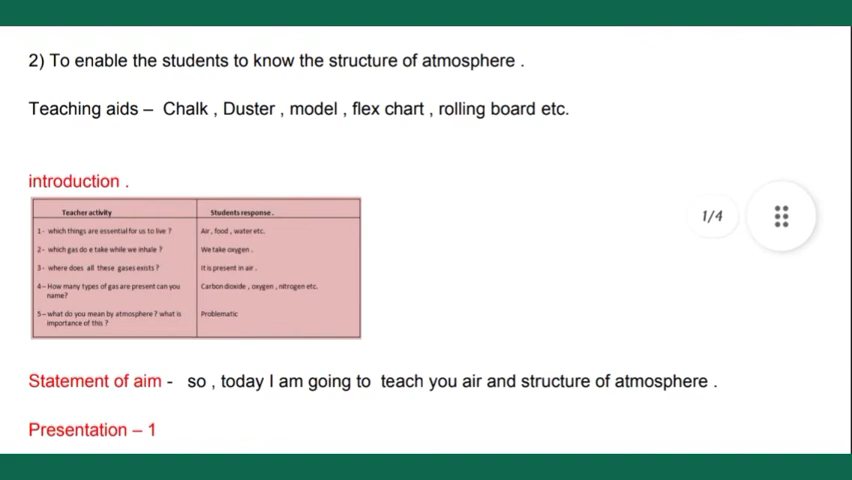 2) To enable the students to know the structure of atmosphere .
Teaching aids – Chalk , Duster , model , flex chart , rolling board etc.
introduction .
Teacher activity Students response .
1- which things are essential for us to live ? Air , food , water etc.
2- which gas do e take while we inhale ? We take oxygen .
3- where does all these gases exists ? It is present in air .
4– How many types of gas are present can you Carbon dioxide , oxygen , nitrogen etc.
name?
5– what do you mean by atmosphere ? what is Problematic
importance of this ?
Statement of aim - so , today I am going to teach you air and structure of atmosphere .
Presentation – 1
1/4